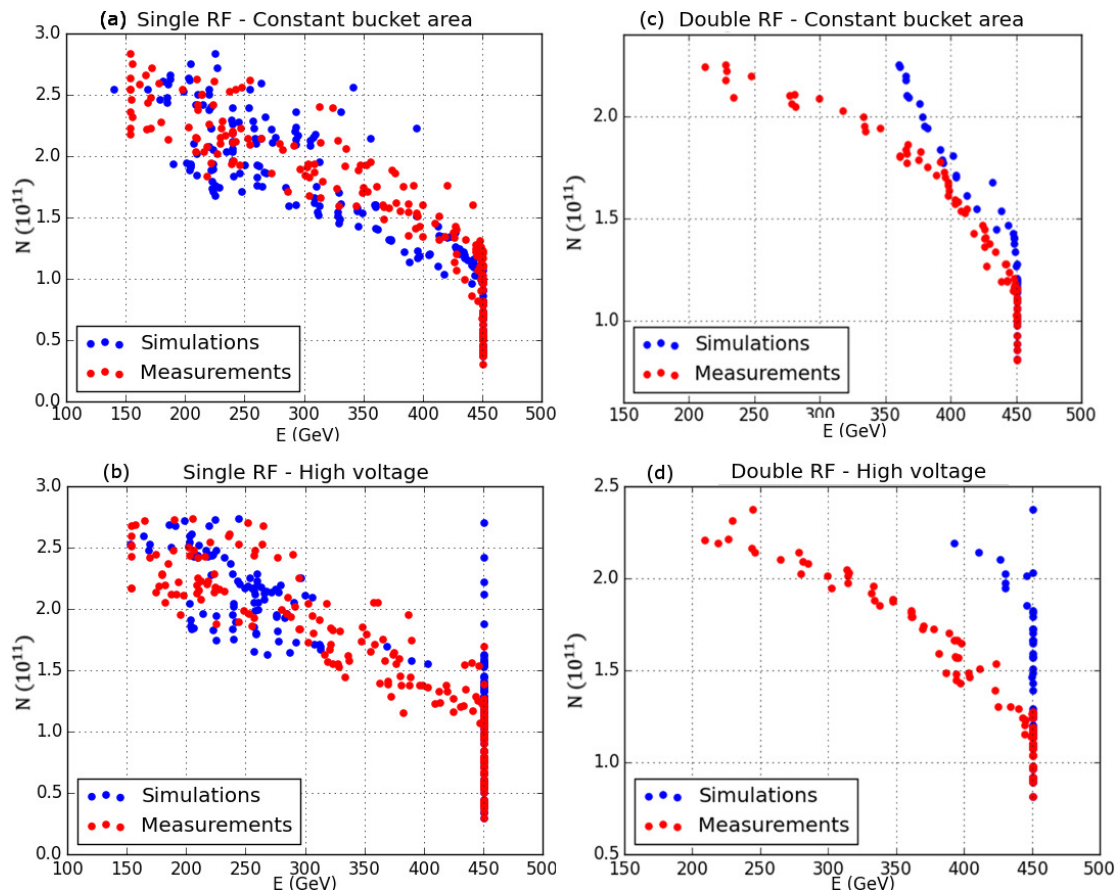 (a) Single RF - Constant bucket area
3.0
2.5
2.0
1.5
1.0
0.5
0.0
N (10¹¹)
Simulations
Measurements
100 150 200 250 300 350 400 450 500
E (GeV)
(c) Double RF - Constant bucket area
2.0
1.5
1.0
N (10¹¹)
Simulations
Measurements
150 200 250 300 350 400 450 500
E (GeV)
(b) Single RF - High voltage
3.0
2.5
2.0
1.5
1.0
0.5
0.0
N (10¹¹)
Simulations
Measurements
100 150 200 250 300 350 400 450 500
E (GeV)
(d) Double RF - High voltage
2.5
2.0
1.5
1.0
0.5
N (10¹¹)
Simulations
Measurements
150 200 250 300 350 400 450 500
E (GeV)